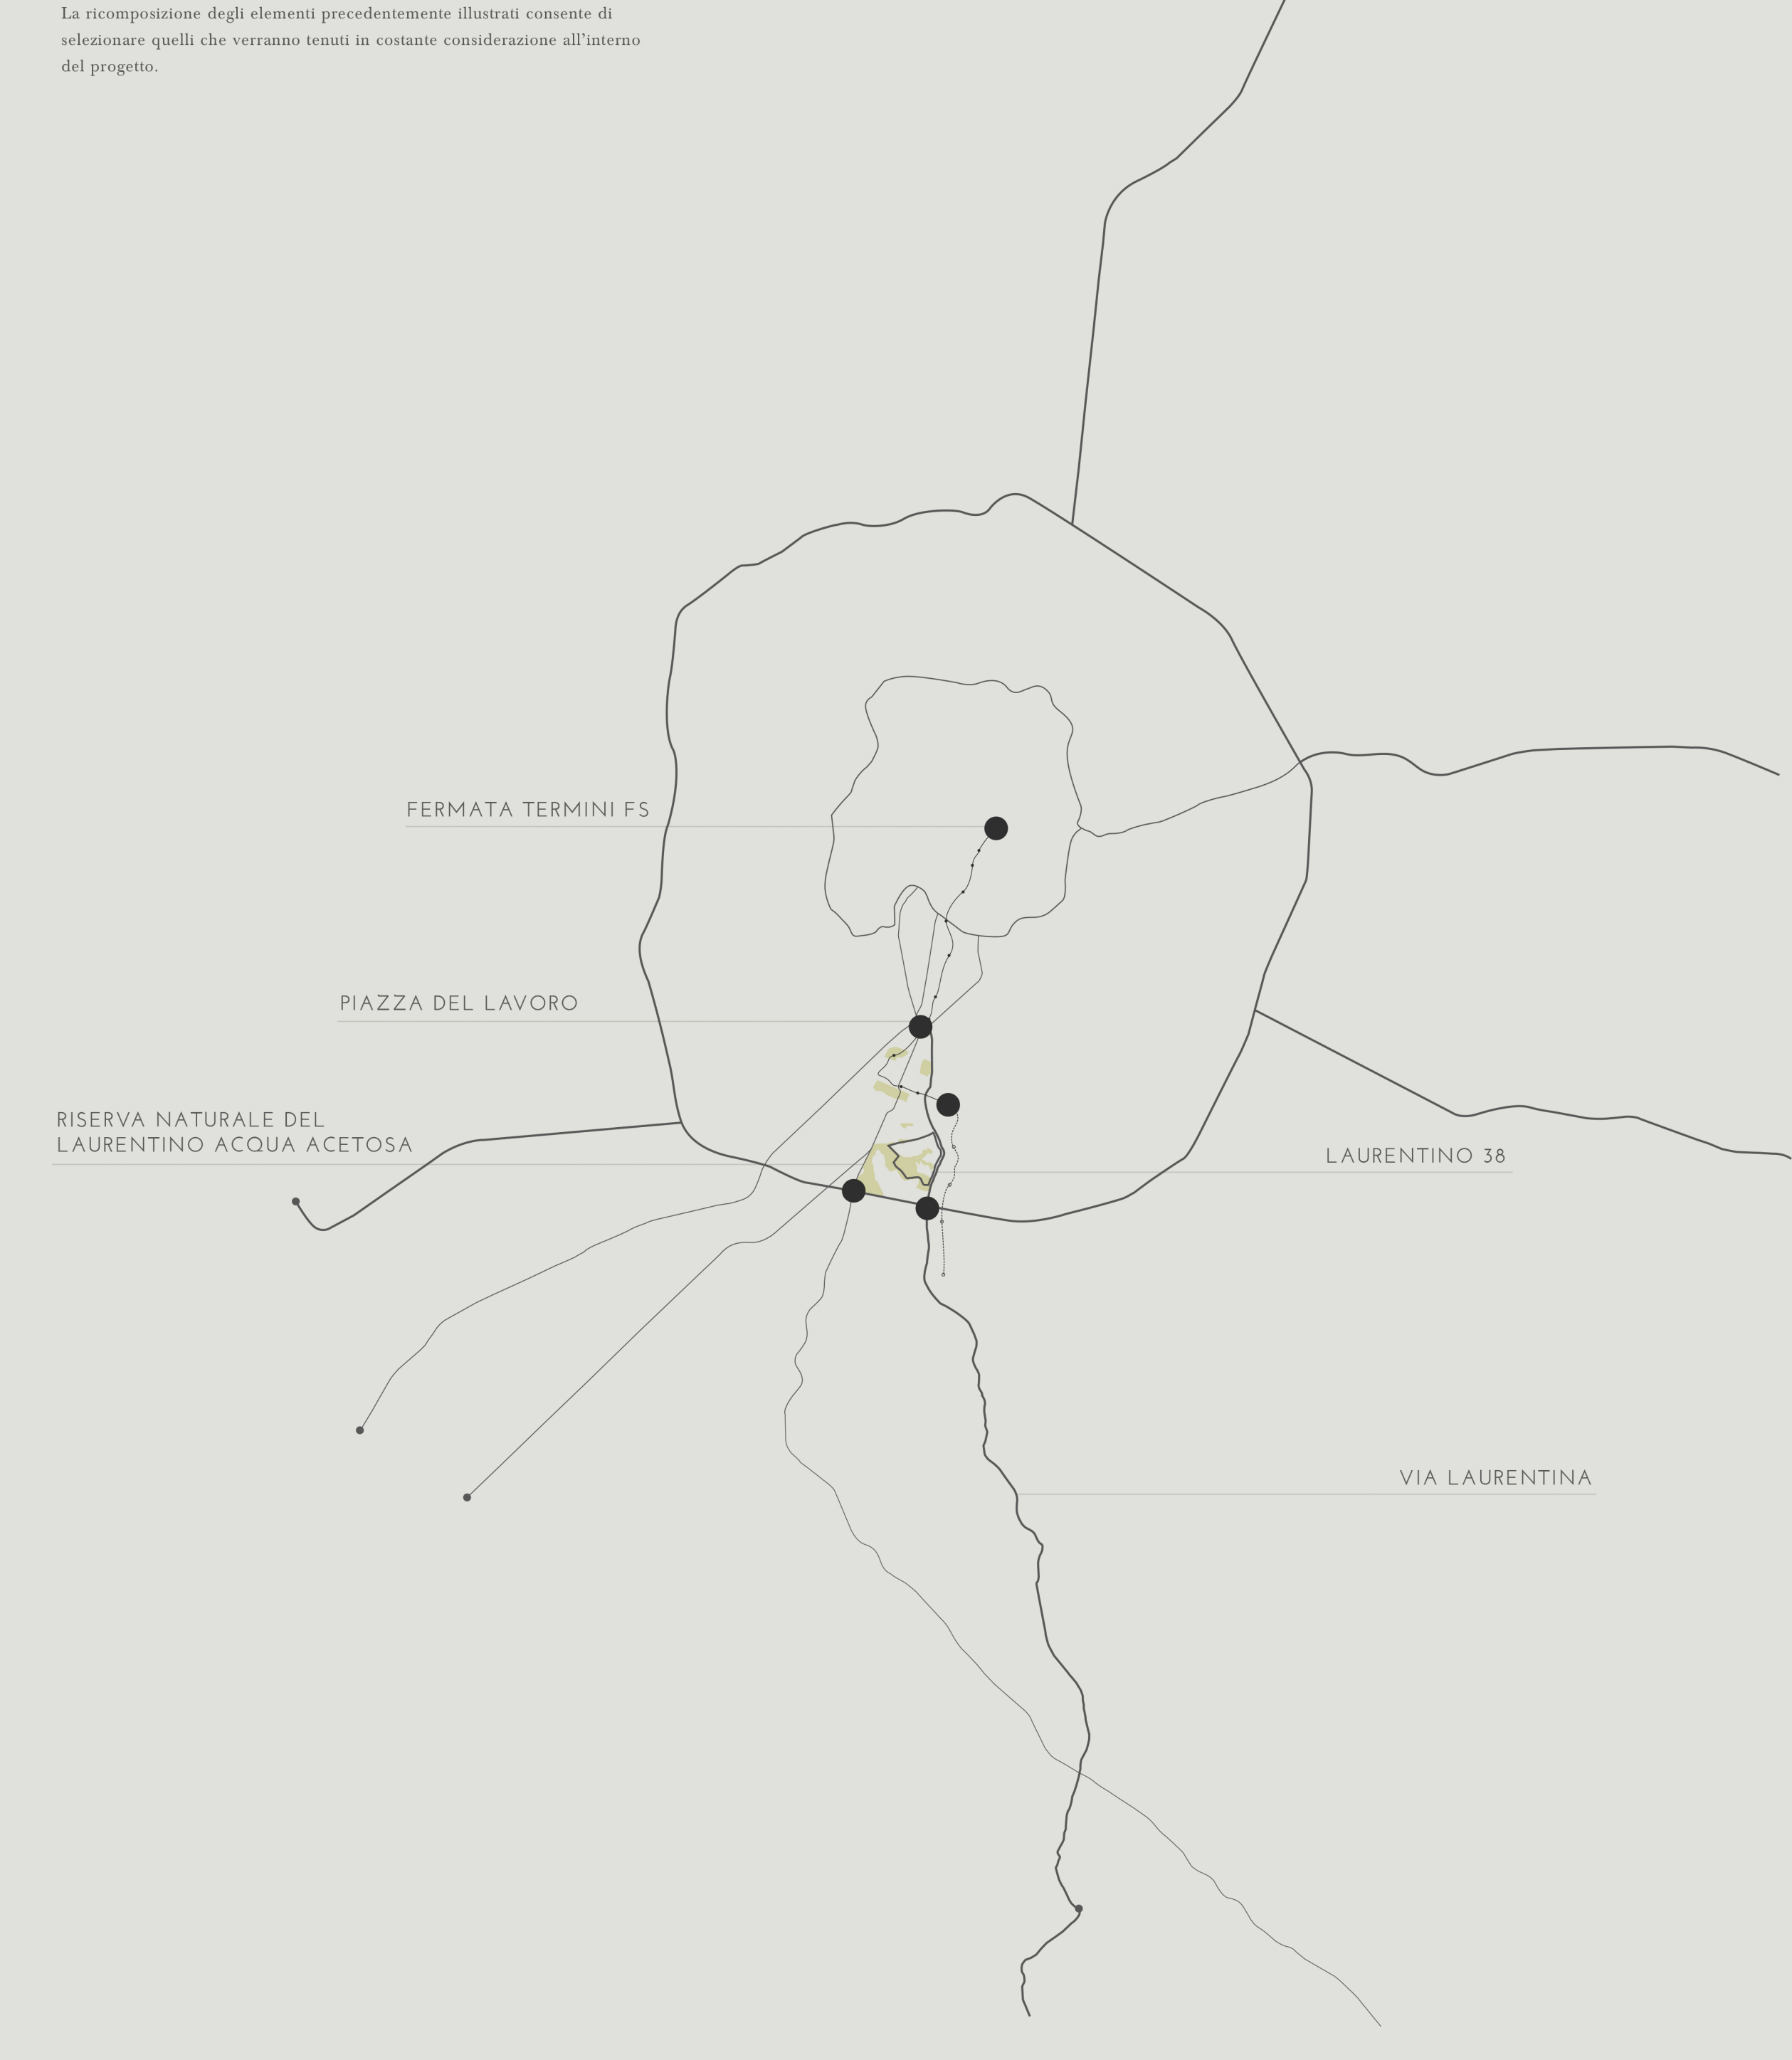 La ricomposizione degli elementi precedentemente illustrati consente di
selezionare quelli che verranno tenuti in costante considerazione all’interno
del progetto.
FERMATA TERMINI FS
PIAZZA DEL LAVORO
RISERVA NATURALE DEL
LAURENTINO ACQUA ACETOSA
LAURENTINO 38
VIA LAURENTINA